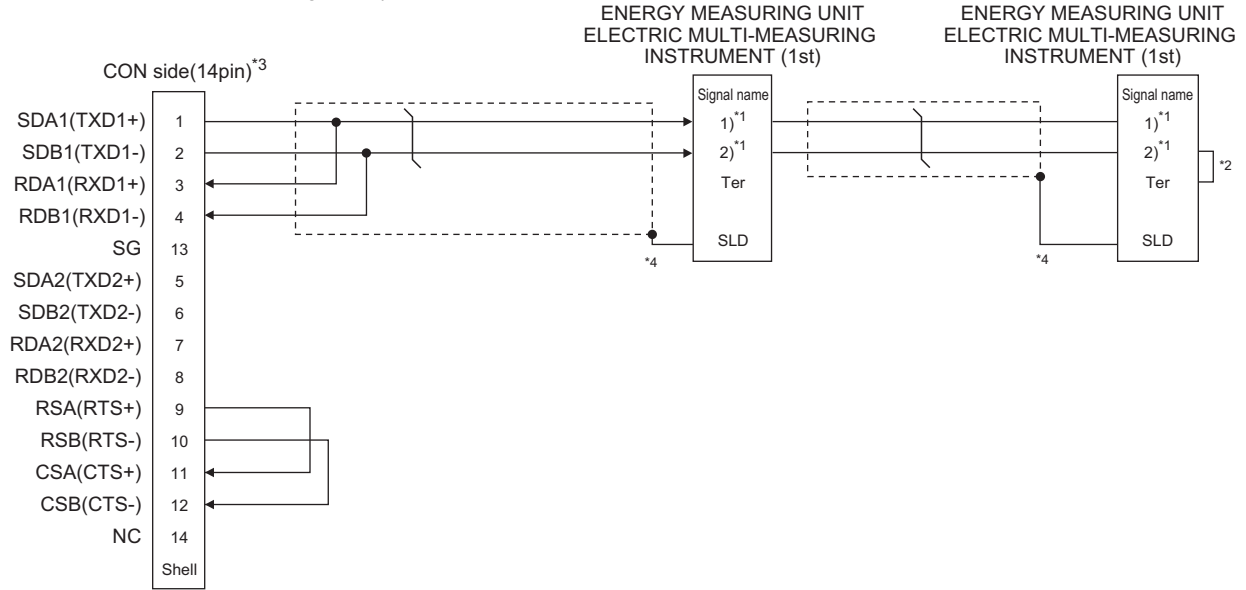 ENERGY MEASURING UNIT
ELECTRIC MULTI-MEASURING
INSTRUMENT (1st)
ENERGY MEASURING UNIT
ELECTRIC MULTI-MEASURING
INSTRUMENT (1st)
CON side(14pin)*3
SDA1(TXD1+) 1
SDB1(TXD1-) 2
RDA1(RXD1+) 3
RDB1(RXD1-) 4
SG 13
SDA2(TXD2+) 5
SDB2(TXD2-) 6
RDA2(RXD2+) 7
RDB2(RXD2-) 8
RSA(RTS+) 9
RSB(RTS-) 10
CSA(CTS+) 11
CSB(CTS-) 12
NC 14
Shell
Signal name
1)*1
2)*1
Ter
SLD
*4
Signal name
1)*1
2)*1
Ter
SLD
*2
*4